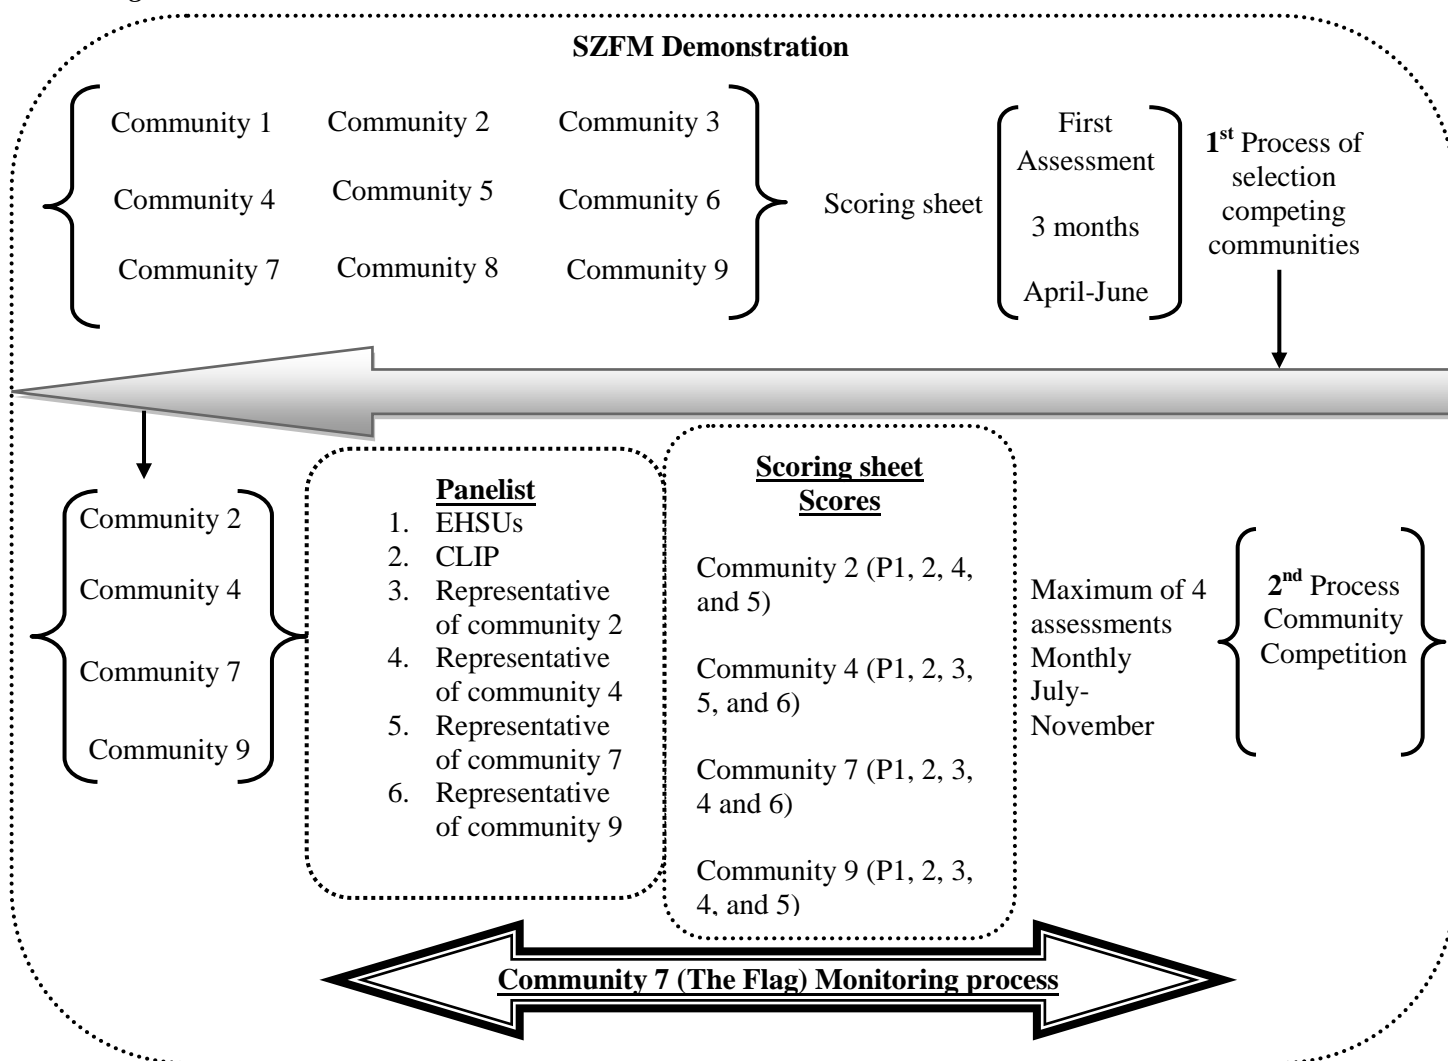 SZFM Demonstration
Community 1 Community 2 Community 3
Community 4 Community 5 Community 6
Community 7 Community 8 Community 9
Scoring sheet
First
Assessment
3 months
April-June
1st Process of
selection
competing
communities
Community 2
Community 4
Community 7
Community 9
Panelist
1. EHSUs
2. CLIP
3. Representative
of community 2
4. Representative
of community 4
5. Representative
of community 7
6. Representative
of community 9
Scoring sheet
Scores
Community 2 (P1, 2, 4,
and 5)
Community 4 (P1, 2, 3,
5, and 6)
Community 7 (P1, 2, 3,
4 and 6)
Community 9 (P1, 2, 3,
4, and 5)
Maximum of 4
assessments
Monthly
July-
November
2nd Process
Community
Competition
Community 7 (The Flag) Monitoring process